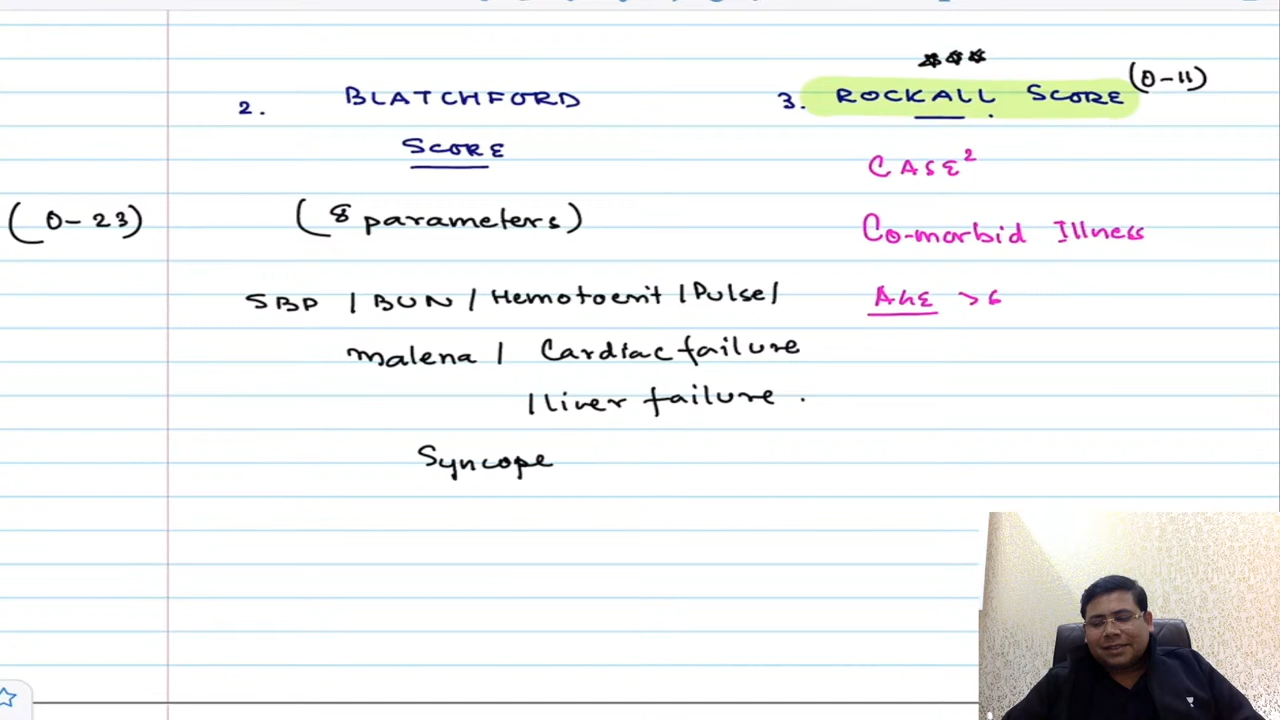 2. BLATCHFORD
SCORE
(0-23)
(8 parameters)
SBP / BUN / Hemotocrit / Pulse /
Malena / Cardiac failure
/ liver failure .
Syncope
***
3. ROCKALL SCORE (0-11)
CASE²
Co-morbid Illness
AGE >6